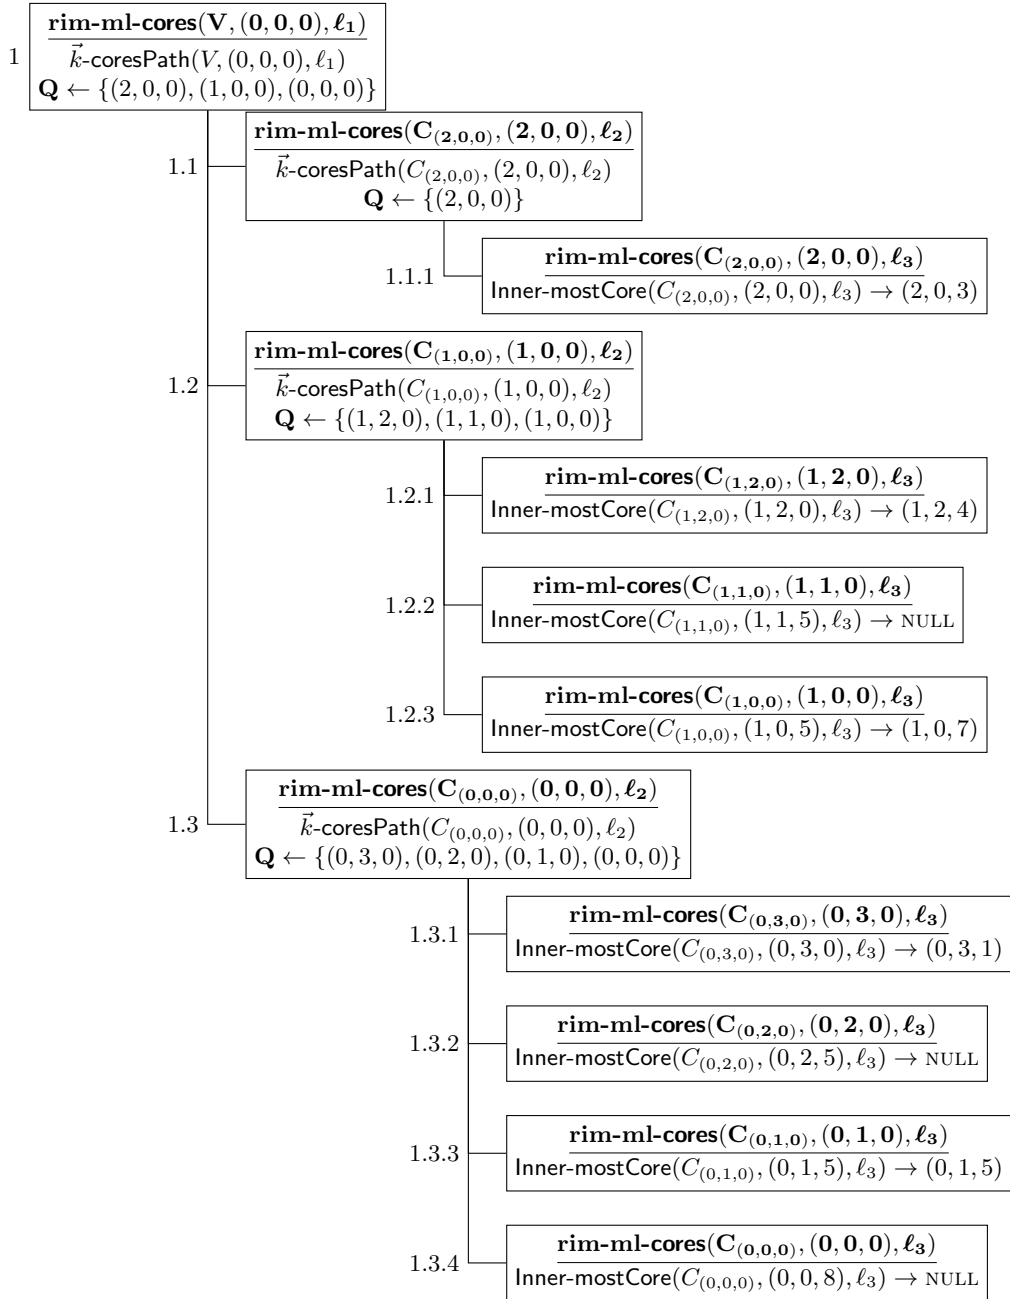 1
rim-ml-cores(V, (0, 0, 0), ℓ₁)
k⃗-coresPath(V, (0, 0, 0), ℓ₁)
Q ← {(2, 0, 0), (1, 0, 0), (0, 0, 0)}
1.1
rim-ml-cores(C₍₂,₀,₀₎, (2, 0, 0), ℓ₂)
k⃗-coresPath(C₍₂,₀,₀₎, (2, 0, 0), ℓ₂)
Q ← {(2, 0, 0)}
1.1.1
rim-ml-cores(C₍₂,₀,₀₎, (2, 0, 0), ℓ₃)
Inner-mostCore(C₍₂,₀,₀₎, (2, 0, 0), ℓ₃) → (2, 0, 3)
1.2
rim-ml-cores(C₍₁,₀,₀₎, (1, 0, 0), ℓ₂)
k⃗-coresPath(C₍₁,₀,₀₎, (1, 0, 0), ℓ₂)
Q ← {(1, 2, 0), (1, 1, 0), (1, 0, 0)}
1.2.1
rim-ml-cores(C₍₁,₂,₀₎, (1, 2, 0), ℓ₃)
Inner-mostCore(C₍₁,₂,₀₎, (1, 2, 0), ℓ₃) → (1, 2, 4)
1.2.2
rim-ml-cores(C₍₁,₁,₀₎, (1, 1, 0), ℓ₃)
Inner-mostCore(C₍₁,₁,₀₎, (1, 1, 5), ℓ₃) → NULL
1.2.3
rim-ml-cores(C₍₁,₀,₀₎, (1, 0, 0), ℓ₃)
Inner-mostCore(C₍₁,₀,₀₎, (1, 0, 5), ℓ₃) → (1, 0, 7)
1.3
rim-ml-cores(C₍₀,₀,₀₎, (0, 0, 0), ℓ₂)
k⃗-coresPath(C₍₀,₀,₀₎, (0, 0, 0), ℓ₂)
Q ← {(0, 3, 0), (0, 2, 0), (0, 1, 0), (0, 0, 0)}
1.3.1
rim-ml-cores(C₍₀,₃,₀₎, (0, 3, 0), ℓ₃)
Inner-mostCore(C₍₀,₃,₀₎, (0, 3, 0), ℓ₃) → (0, 3, 1)
1.3.2
rim-ml-cores(C₍₀,₂,₀₎, (0, 2, 0), ℓ₃)
Inner-mostCore(C₍₀,₂,₀₎, (0, 2, 5), ℓ₃) → NULL
1.3.3
rim-ml-cores(C₍₀,₁,₀₎, (0, 1, 0), ℓ₃)
Inner-mostCore(C₍₀,₁,₀₎, (0, 1, 5), ℓ₃) → (0, 1, 5)
1.3.4
rim-ml-cores(C₍₀,₀,₀₎, (0, 0, 0), ℓ₃)
Inner-mostCore(C₍₀,₀,₀₎, (0, 0, 8), ℓ₃) → NULL